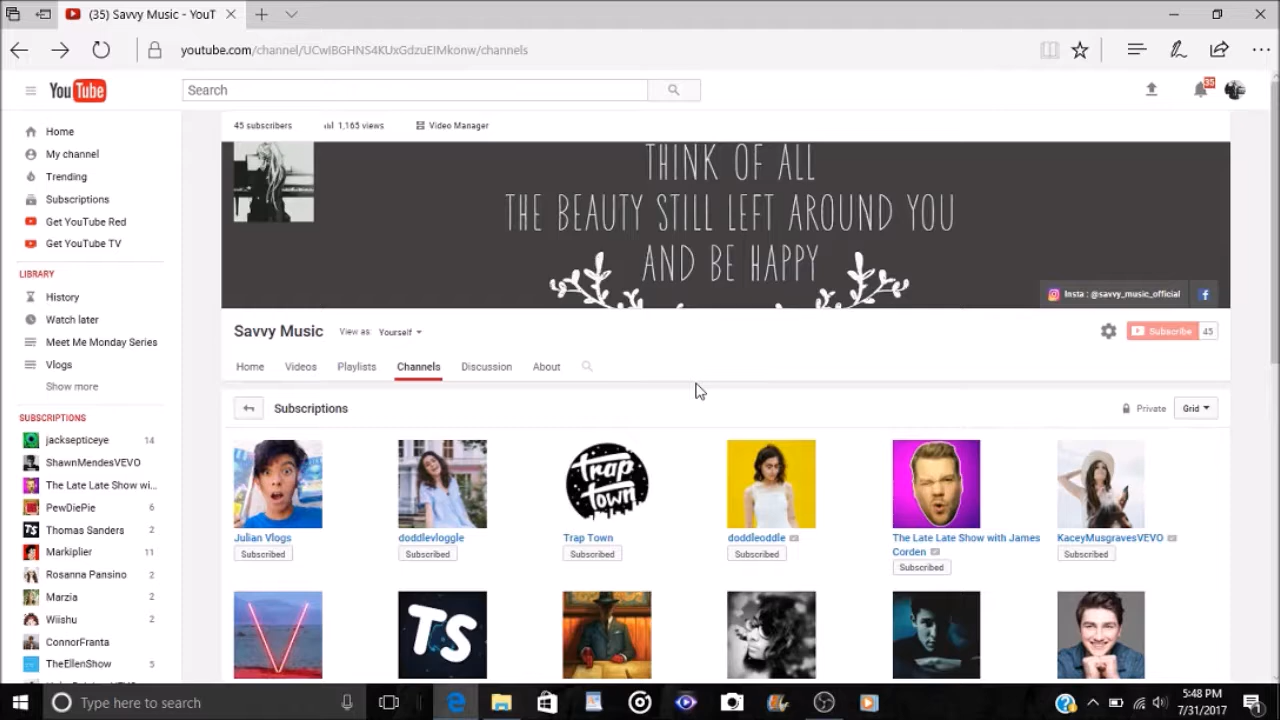 (35) Savvy Music - YouT
youtube.com/channel/UCwIBGHNS4KUxGdzuElMkonw/channels
YouTube
Search
35
Home
My channel
Trending
Subscriptions
Get YouTube Red
Get YouTube TV
LIBRARY
History
Watch later
Meet Me Monday Series
Vlogs
Show more
SUBSCRIPTIONS
jacksepticeye 14
ShawnMendesVEVO
The Late Late Show wi...
PewDiePie 6
Thomas Sanders 2
Markiplier 11
Rosanna Pansino 2
Marzia 2
Wiishu 2
ConnorFranta
TheEllenShow 5
45 subscribers 1,165 views Video Manager
THINK OF ALL
THE BEAUTY STILL LEFT AROUND YOU
AND BE HAPPY
Insta : @savvy_music_official
Savvy Music View as: Yourself
Subscribe 45
Home Videos Playlists Channels Discussion About
Subscriptions Private Grid
trap
town
Julian Vlogs doddlevloggle Trap Town doddleoddle The Late Late Show with James Corden KaceyMusgravesVEVO
Subscribed Subscribed Subscribed Subscribed Subscribed Subscribed
TS
Type here to search
5:48 PM
7/31/2017
1